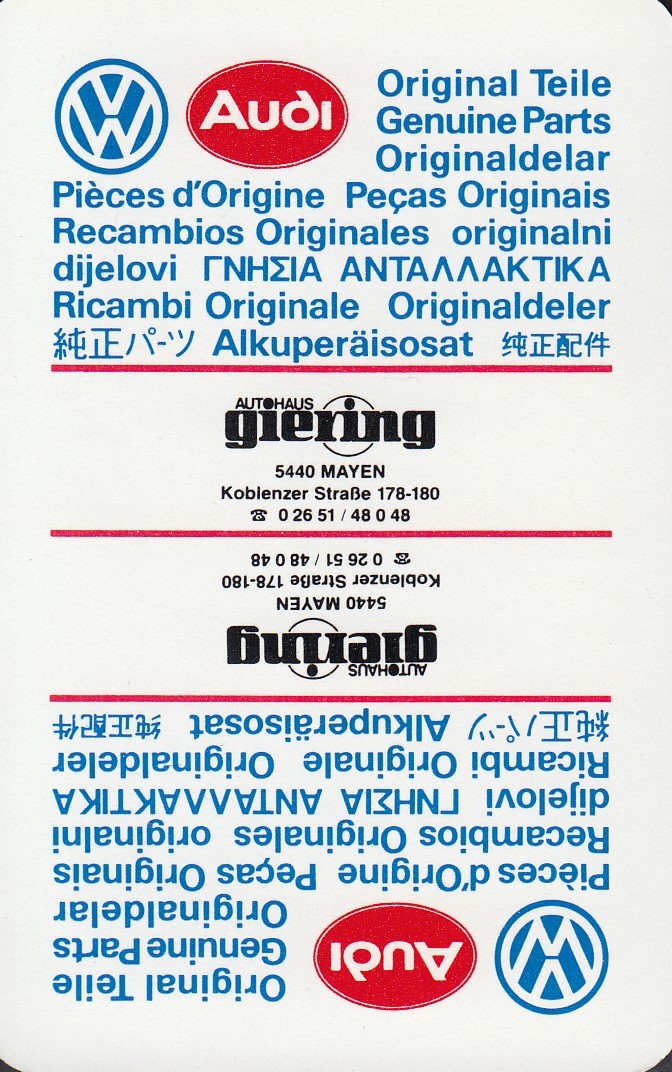 Audi
Original Teile
Genuine Parts
Originaldelar
Pièces d'Origine Peças Originais
Recambios Originales originalni
dijelovi ΓΝΗΣΙΑ ΑΝΤΑΛΛΑΚΤΙΚΑ
Ricambi Originale Originaldeler
純正パーツ Alkuperäisosat 纯正配件
AUTOHAUS
giering
5440 MAYEN
Koblenzer Straße 178-180
☎ 0 26 51 / 48 0 48
☎ 0 26 51 / 48 0 48
Koblenzer Straße 178-180
5440 MAYEN
giering
AUTOHAUS
純正パーツ Alkuperäisosat 纯正配件
Ricambi Originale Originaldeler
dijelovi ΓΝΗΣΙΑ ΑΝΤΑΛΛΑΚΤΙΚΑ
Recambios Originales originalni
Pièces d'Origine Peças Originais
Originaldelar
Genuine Parts
Original Teile
Audi